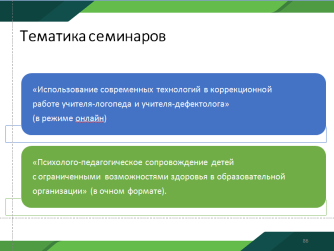 Тематика семинаров
«Использование современных технологий в коррекционной
работе учителя-логопеда и учителя-дефектолога»
(в режиме онлайн)
«Психолого-педагогическое сопровождение детей
с ограниченными возможностями здоровья в образовательной
организации» (в очном формате).